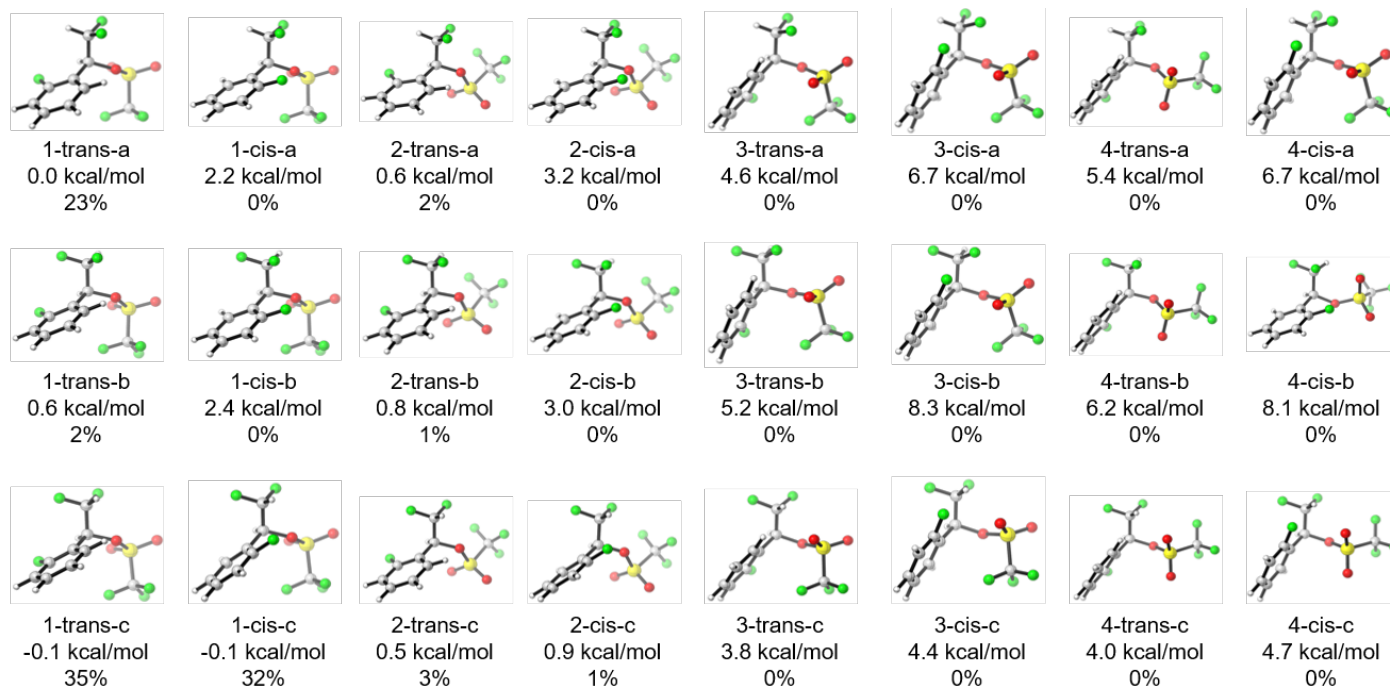 1-trans-a 1-cis-a 2-trans-a 2-cis-a 3-trans-a 3-cis-a 4-trans-a 4-cis-a
0.0 kcal/mol 2.2 kcal/mol 0.6 kcal/mol 3.2 kcal/mol 4.6 kcal/mol 6.7 kcal/mol 5.4 kcal/mol 6.7 kcal/mol
23% 0% 2% 0% 0% 0% 0% 0%
1-trans-b 1-cis-b 2-trans-b 2-cis-b 3-trans-b 3-cis-b 4-trans-b 4-cis-b
0.6 kcal/mol 2.4 kcal/mol 0.8 kcal/mol 3.0 kcal/mol 5.2 kcal/mol 8.3 kcal/mol 6.2 kcal/mol 8.1 kcal/mol
2% 0% 1% 0% 0% 0% 0% 0%
1-trans-c 1-cis-c 2-trans-c 2-cis-c 3-trans-c 3-cis-c 4-trans-c 4-cis-c
-0.1 kcal/mol -0.1 kcal/mol 0.5 kcal/mol 0.9 kcal/mol 3.8 kcal/mol 4.4 kcal/mol 4.0 kcal/mol 4.7 kcal/mol
35% 32% 3% 1% 0% 0% 0% 0%